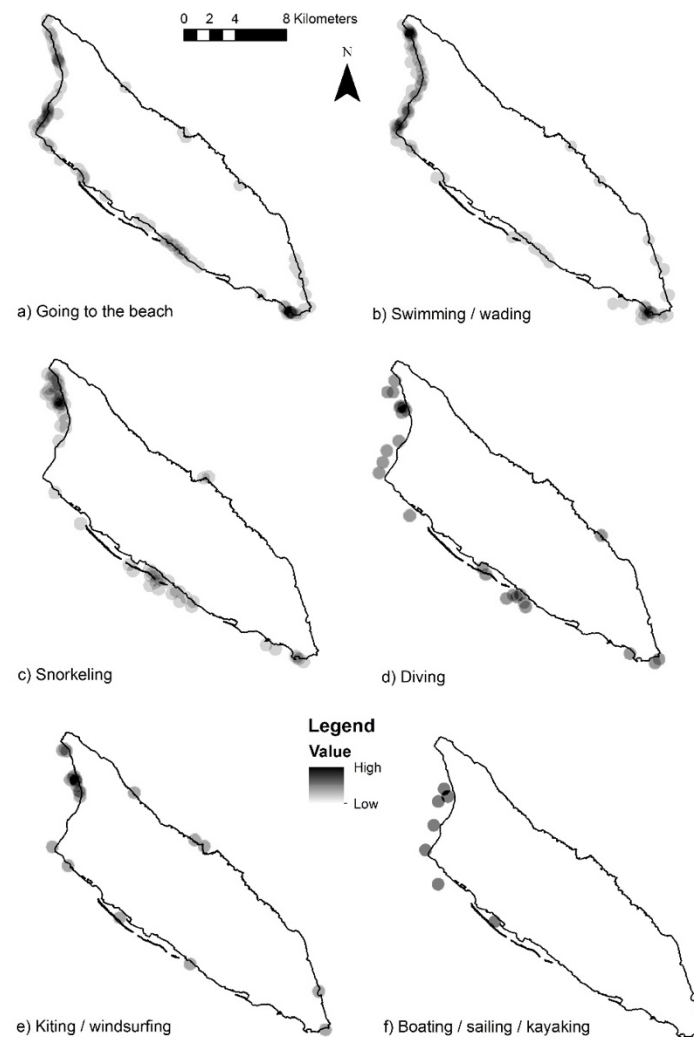 0 2 4 8 Kilometers
N
a) Going to the beach
b) Swimming / wading
c) Snorkeling
d) Diving
Legend
Value
High
Low
e) Kiting / windsurfing
f) Boating / sailing / kayaking